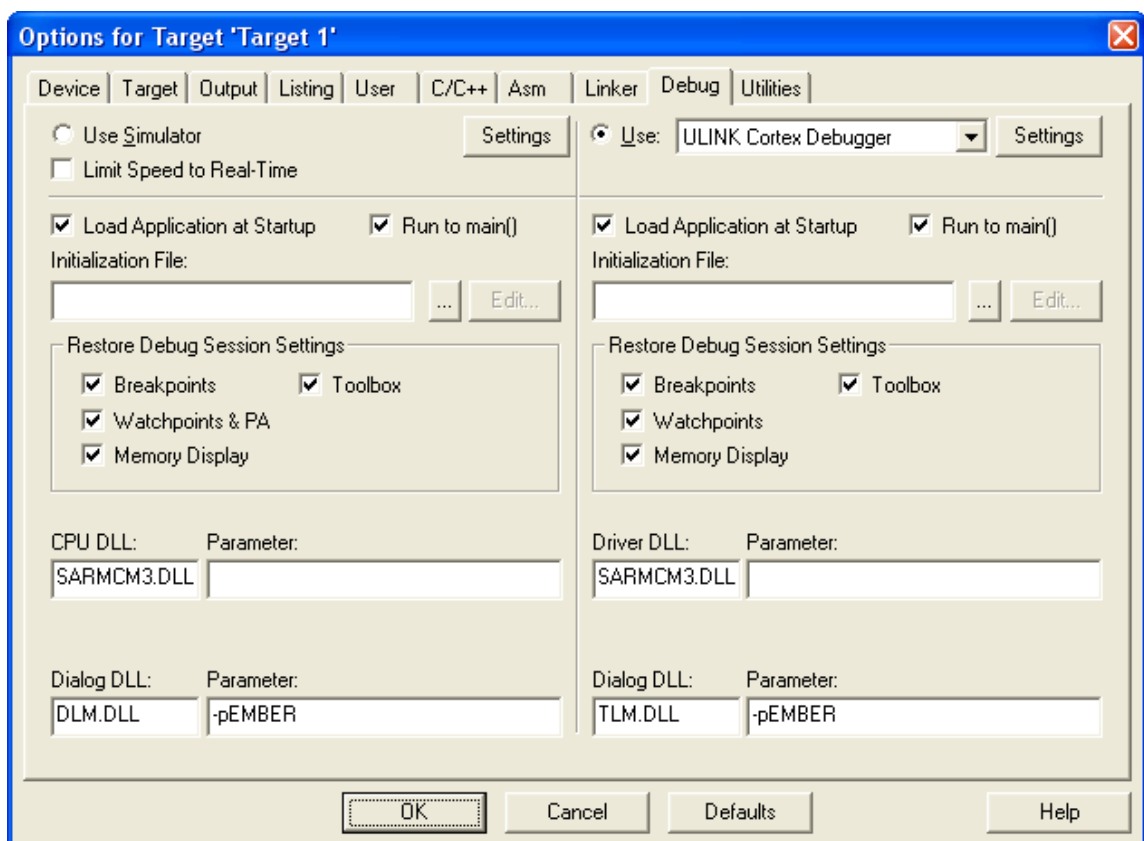 Options for Target 'Target 1'
Device Target Output Listing User C/C++ Asm Linker Debug Utilities
Use Simulator Settings Use: ULINK Cortex Debugger Settings
Limit Speed to Real-Time
Load Application at Startup Run to main() Load Application at Startup Run to main()
Initialization File: Initialization File:
... Edit... ... Edit...
Restore Debug Session Settings Restore Debug Session Settings
Breakpoints Toolbox Breakpoints Toolbox
Watchpoints & PA Watchpoints
Memory Display Memory Display
CPU DLL: Parameter: Driver DLL: Parameter:
SARMCM3.DLL SARMCM3.DLL
Dialog DLL: Parameter: Dialog DLL: Parameter:
DLM.DLL -pEMBER TLM.DLL -pEMBER
OK Cancel Defaults Help